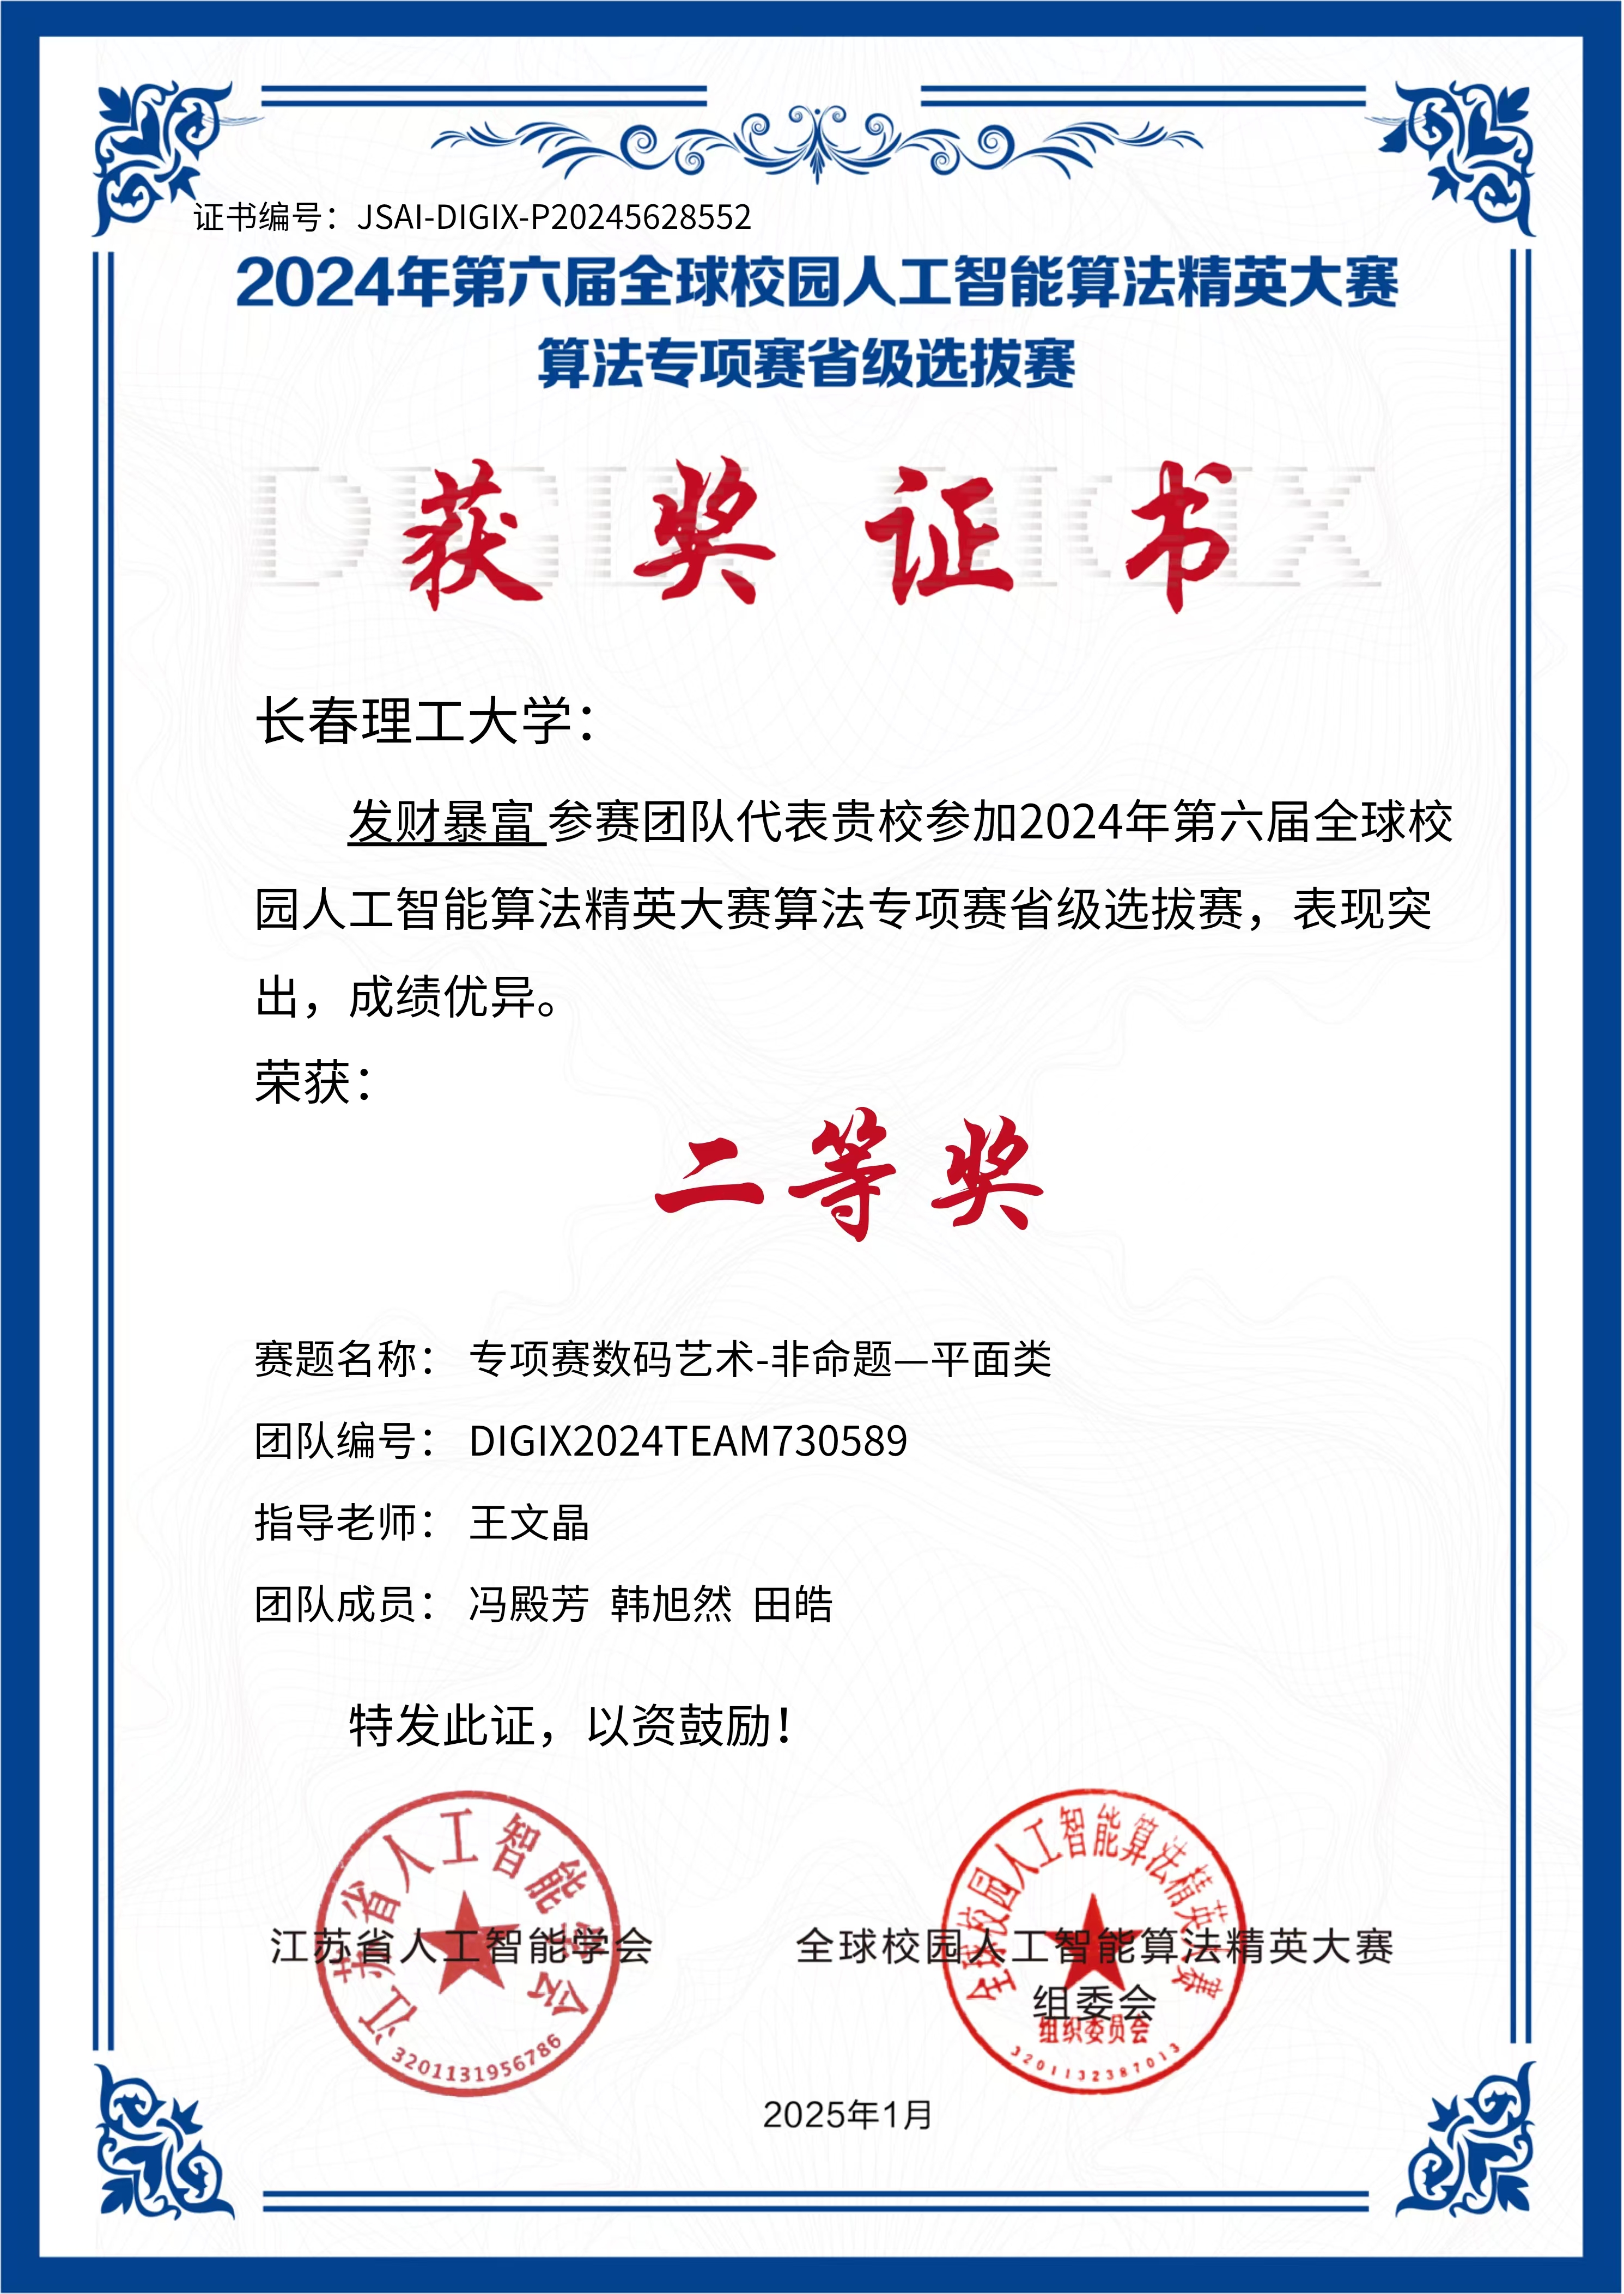 证书编号：JSAI-DIGIX-P20245628552
2024年第六届全球校园人工智能算法精英大赛
算法专项赛省级选拔赛
DIGIX DIGIX
获奖证书
长春理工大学：
发财暴富 参赛团队代表贵校参加2024年第六届全球校
园人工智能算法精英大赛算法专项赛省级选拔赛，表现突
出，成绩优异。
荣获：
二等奖
赛题名称： 专项赛数码艺术-非命题—平面类
团队编号： DIGIX2024TEAM730589
指导老师： 王文晶
团队成员： 冯殿芳 韩旭然 田皓
特发此证，以资鼓励！
江苏省人工智能学会
3201131956786
江苏省人工智能学会
全球校园人工智能算法精英大赛
组织委员会
3201132387013
全球校园人工智能算法精英大赛
组委会
2025年1月